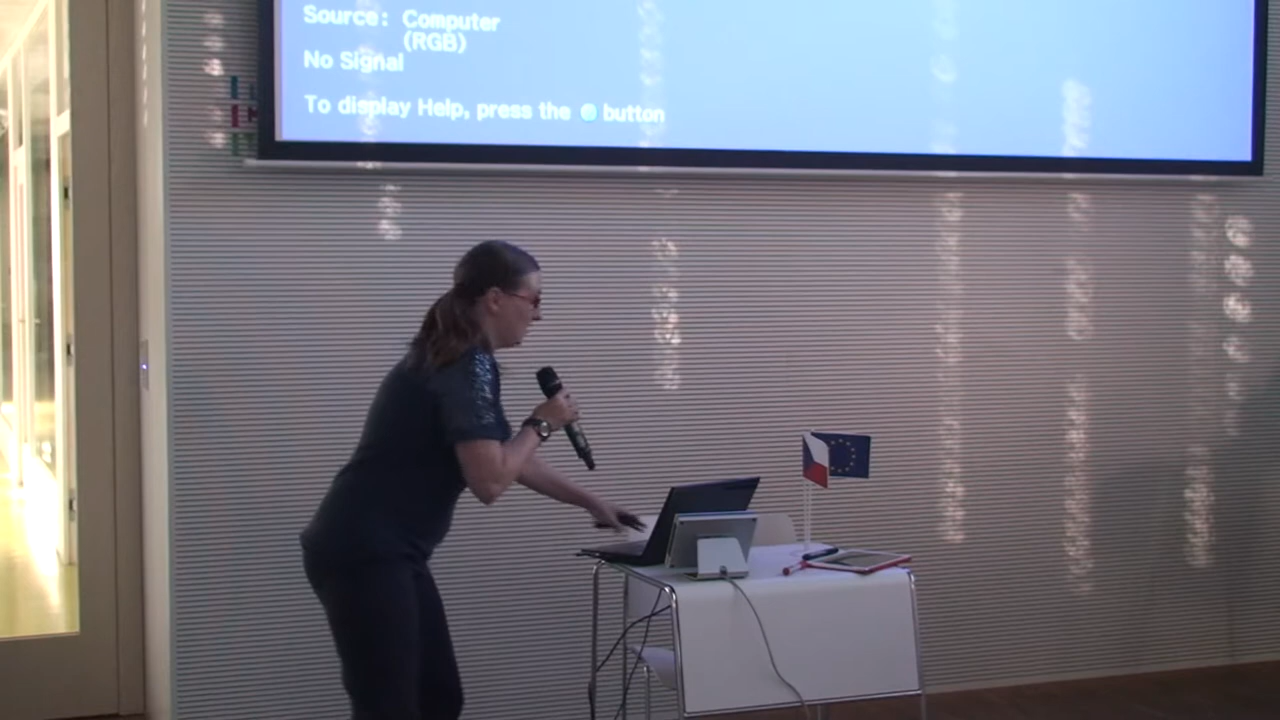 Source: Computer
(RGB)
No Signal
To display Help, press the button